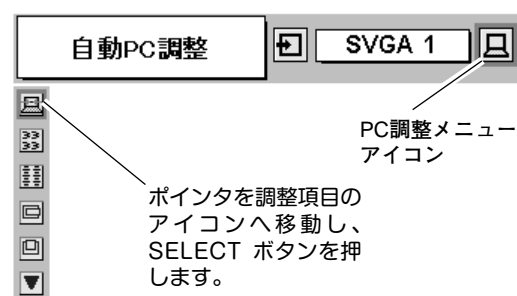 自動PC調整
SVGA 1
PC調整メニュー
アイコン
ポインタを調整項目の
アイコンへ移動し、
SELECT ボタンを押
します。